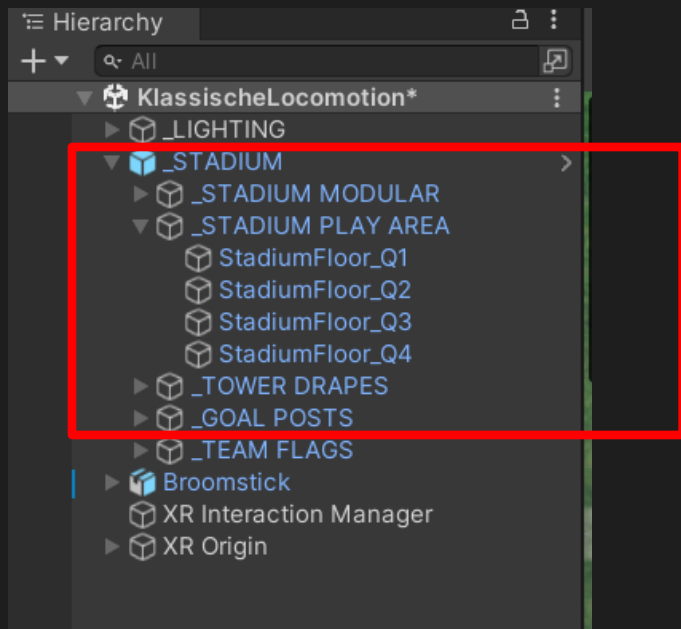 Hierarchy
All
KlassischeLocomotion*
_LIGHTING
_STADIUM
_STADIUM MODULAR
_STADIUM PLAY AREA
StadiumFloor_Q1
StadiumFloor_Q2
StadiumFloor_Q3
StadiumFloor_Q4
_TOWER DRAPES
_GOAL POSTS
_TEAM FLAGS
Broomstick
XR Interaction Manager
XR Origin